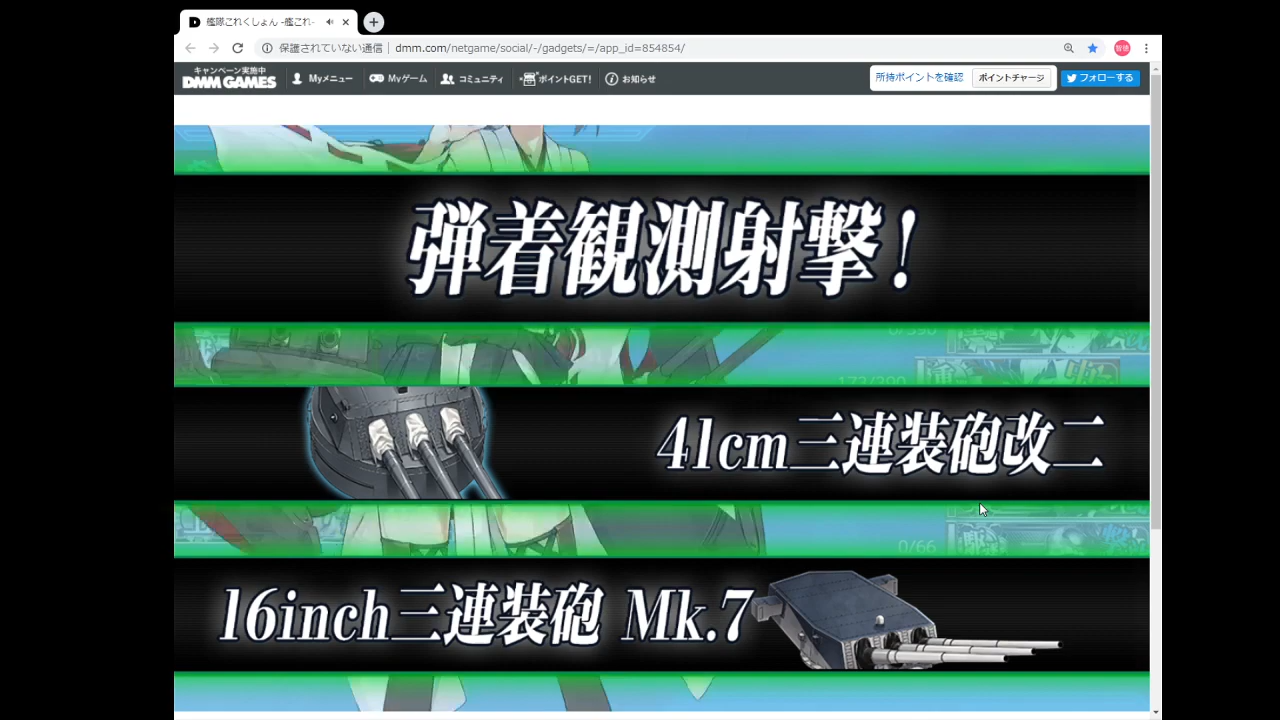 艦隊これくしょん -艦これ-
保護されていない通信 | dmm.com/netgame/social/-/gadgets/=/app_id=854854/
キャンペーン実施中
DMM GAMES
Myメニュー
Myゲーム
コミュニティ
ポイントGET!
お知らせ
所持ポイントを確認
ポイントチャージ
フォローする
弾着観測射撃!
41cm三連装砲改二
0/66
16inch三連装砲 Mk.7